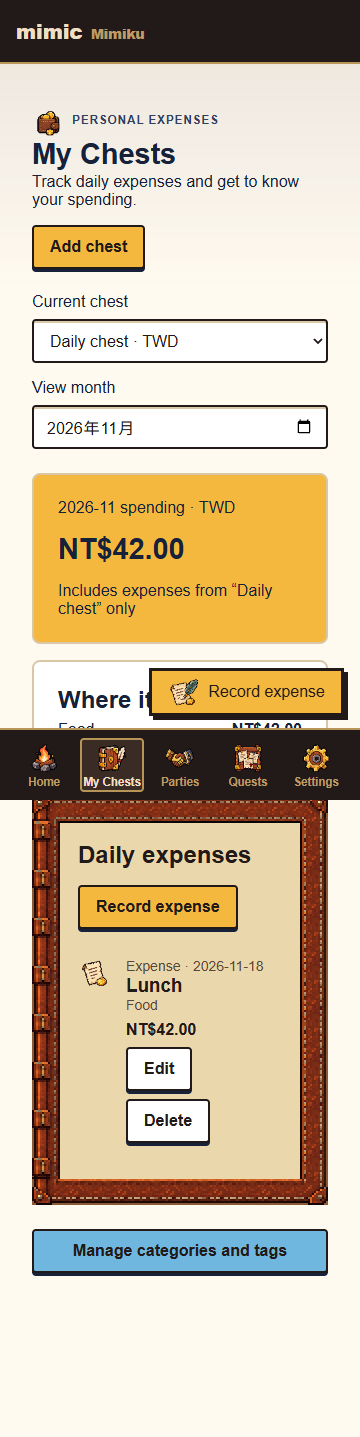 mimic Mimiku
PERSONAL EXPENSES
My Chests
Track daily expenses and get to know
your spending.
Add chest
Current chest
Daily chest · TWD
View month
2026年11月
2026-11 spending · TWD
NT$42.00
Includes expenses from “Daily
chest” only
Where it
Record expense
Food NT$42.00
Home My Chests Parties Quests Settings
Daily expenses
Record expense
Expense · 2026-11-18
Lunch
Food
NT$42.00
Edit
Delete
Manage categories and tags